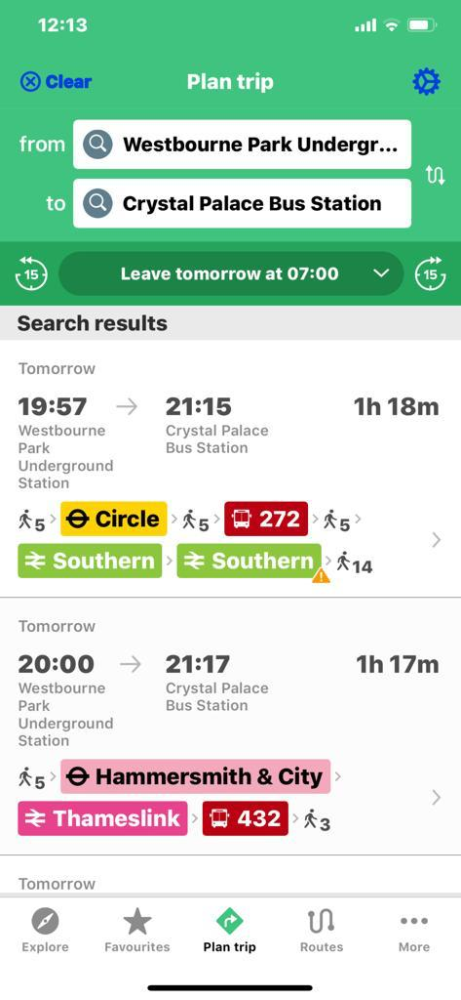 12:13
Clear
Plan trip
from
Westbourne Park Undergr...
to
Crystal Palace Bus Station
15
Leave tomorrow at 07:00
15
Search results
Tomorrow
19:57 → 21:15 1h 18m
Westbourne
Park
Underground
Station
Crystal Palace
Bus Station
5 > Circle > 5 > 272 > 5 >
Southern > Southern > 14
Tomorrow
20:00 → 21:17 1h 17m
Westbourne
Park
Underground
Station
Crystal Palace
Bus Station
5 > Hammersmith & City >
Thameslink > 432 > 3
Tomorrow
Explore
Favourites
Plan trip
Routes
More